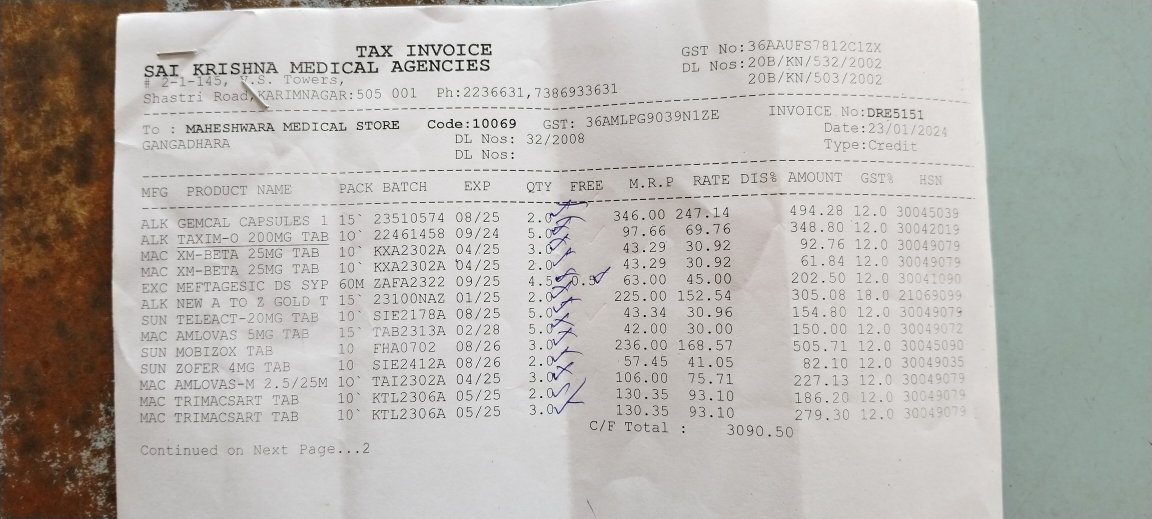 TAX INVOICE
SAI KRISHNA MEDICAL AGENCIES
# 2-1-145, V.S. Towers,
Shastri Road,KARIMNAGAR:505 001 Ph:2236631,7386933631
GST No:36AAUFS7812C1ZX
DL Nos:20B/KN/532/2002
20B/KN/503/2002
To : MAHESHWARA MEDICAL STORE Code:10069 GST: 36AMLPG9039N1ZE INVOICE No:DRE5151
GANGADHARA DL Nos: 32/2008 Date:23/01/2024
DL Nos: Type:Credit
MFG PRODUCT NAME PACK BATCH EXP QTY FREE M.R.P RATE DIS% AMOUNT GST% HSN
ALK GEMCAL CAPSULES 1 15` 23510574 08/25 2.0 346.00 247.14 494.28 12.0 30045039
ALK TAXIM-O 200MG TAB 10` 22461458 09/24 5.0 97.66 69.76 348.80 12.0 30042019
MAC XM-BETA 25MG TAB 10` KXA2302A 04/25 3.0 43.29 30.92 92.76 12.0 30049079
MAC XM-BETA 25MG TAB 10` KXA2302A 04/25 2.0 43.29 30.92 61.84 12.0 30049079
EXC MEFTAGESIC DS SYP 60M ZAFA2322 09/25 4.5 0.5 63.00 45.00 202.50 12.0 30041090
ALK NEW A TO Z GOLD T 15` 23100NAZ 01/25 2.0 225.00 152.54 305.08 18.0 21069099
SUN TELEACT-20MG TAB 10` SIE2178A 08/25 5.0 43.34 30.96 154.80 12.0 30049079
MAC AMLOVAS 5MG TAB 15` TAB2313A 02/28 5.0 42.00 30.00 150.00 12.0 30049072
SUN MOBIZOX TAB 10 FHA0702 08/26 3.0 236.00 168.57 505.71 12.0 30045090
SUN ZOFER 4MG TAB 10 SIE2412A 08/26 2.0 57.45 41.05 82.10 12.0 30049035
MAC AMLOVAS-M 2.5/25M 10` TAI2302A 04/25 3.0 106.00 75.71 227.13 12.0 30049079
MAC TRIMACSART TAB 10` KTL2306A 05/25 2.0 130.35 93.10 186.20 12.0 30049079
MAC TRIMACSART TAB 10` KTL2306A 05/25 3.0 130.35 93.10 279.30 12.0 30049079
C/F Total : 3090.50
Continued on Next Page...2